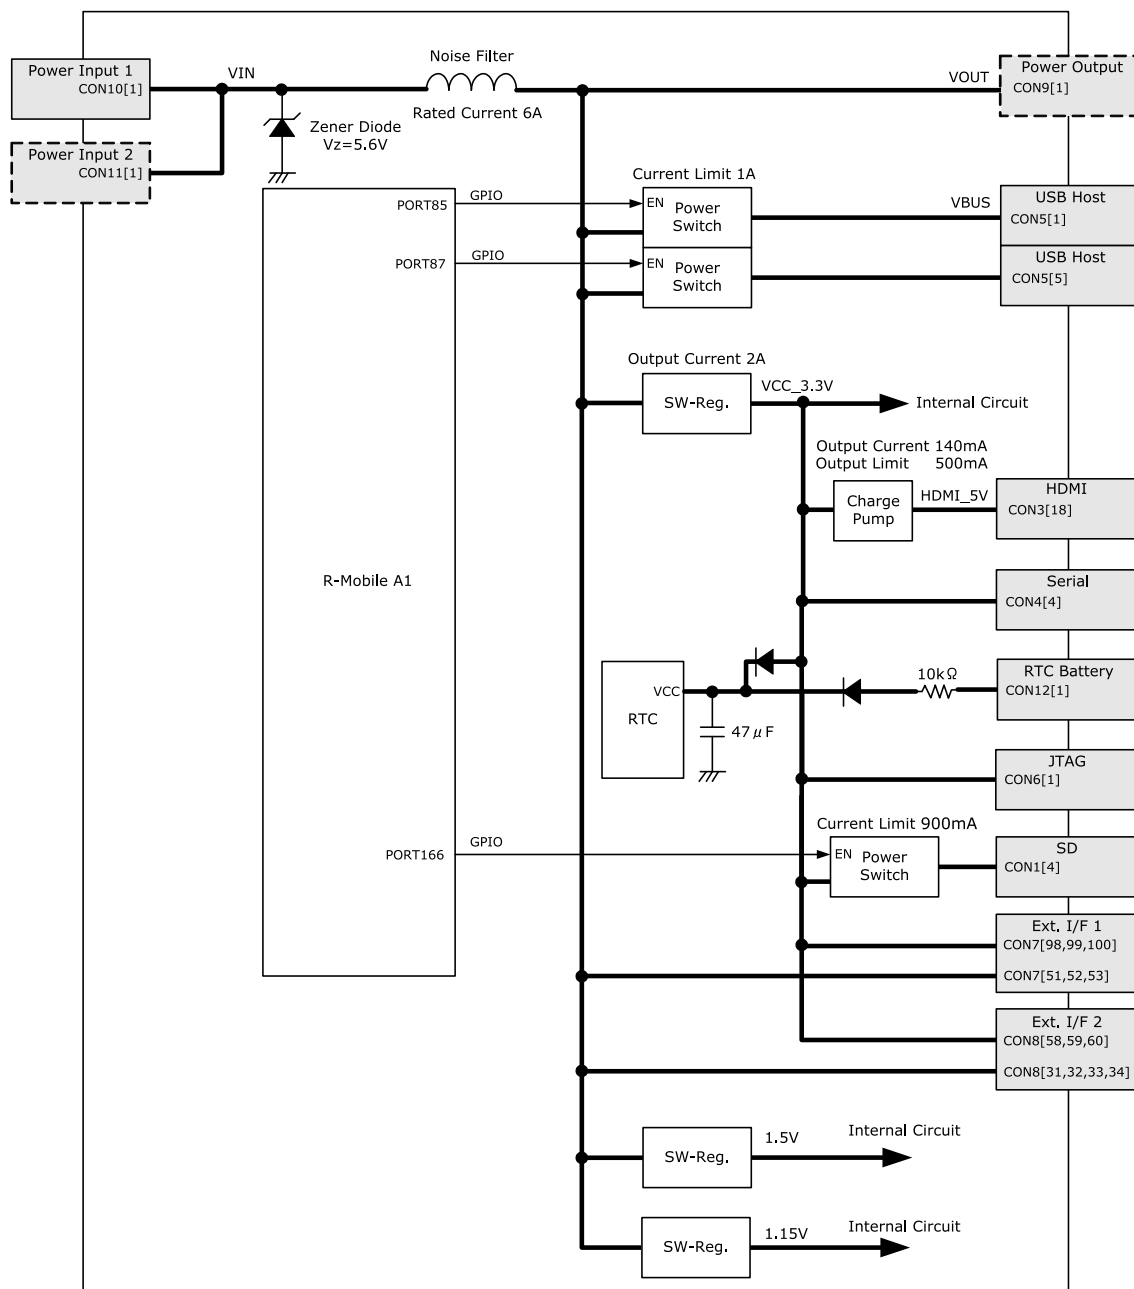 Power Input 1
CON10[1]
VIN
Noise Filter
Rated Current 6A
VOUT
Power Output
CON9[1]
Zener Diode
Vz=5.6V
Power Input 2
CON11[1]
Current Limit 1A
PORT85
GPIO
EN
Power
Switch
VBUS
USB Host
CON5[1]
PORT87
GPIO
EN
Power
Switch
USB Host
CON5[5]
Output Current 2A
SW-Reg.
VCC_3.3V
Internal Circuit
Output Current 140mA
Output Limit 500mA
Charge
Pump
HDMI_5V
HDMI
CON3[18]
R-Mobile A1
Serial
CON4[4]
RTC
VCC
47μF
10kΩ
RTC Battery
CON12[1]
JTAG
CON6[1]
Current Limit 900mA
PORT166
GPIO
EN
Power
Switch
SD
CON1[4]
Ext. I/F 1
CON7[98,99,100]
CON7[51,52,53]
Ext. I/F 2
CON8[58,59,60]
CON8[31,32,33,34]
SW-Reg.
1.5V
Internal Circuit
SW-Reg.
1.15V
Internal Circuit